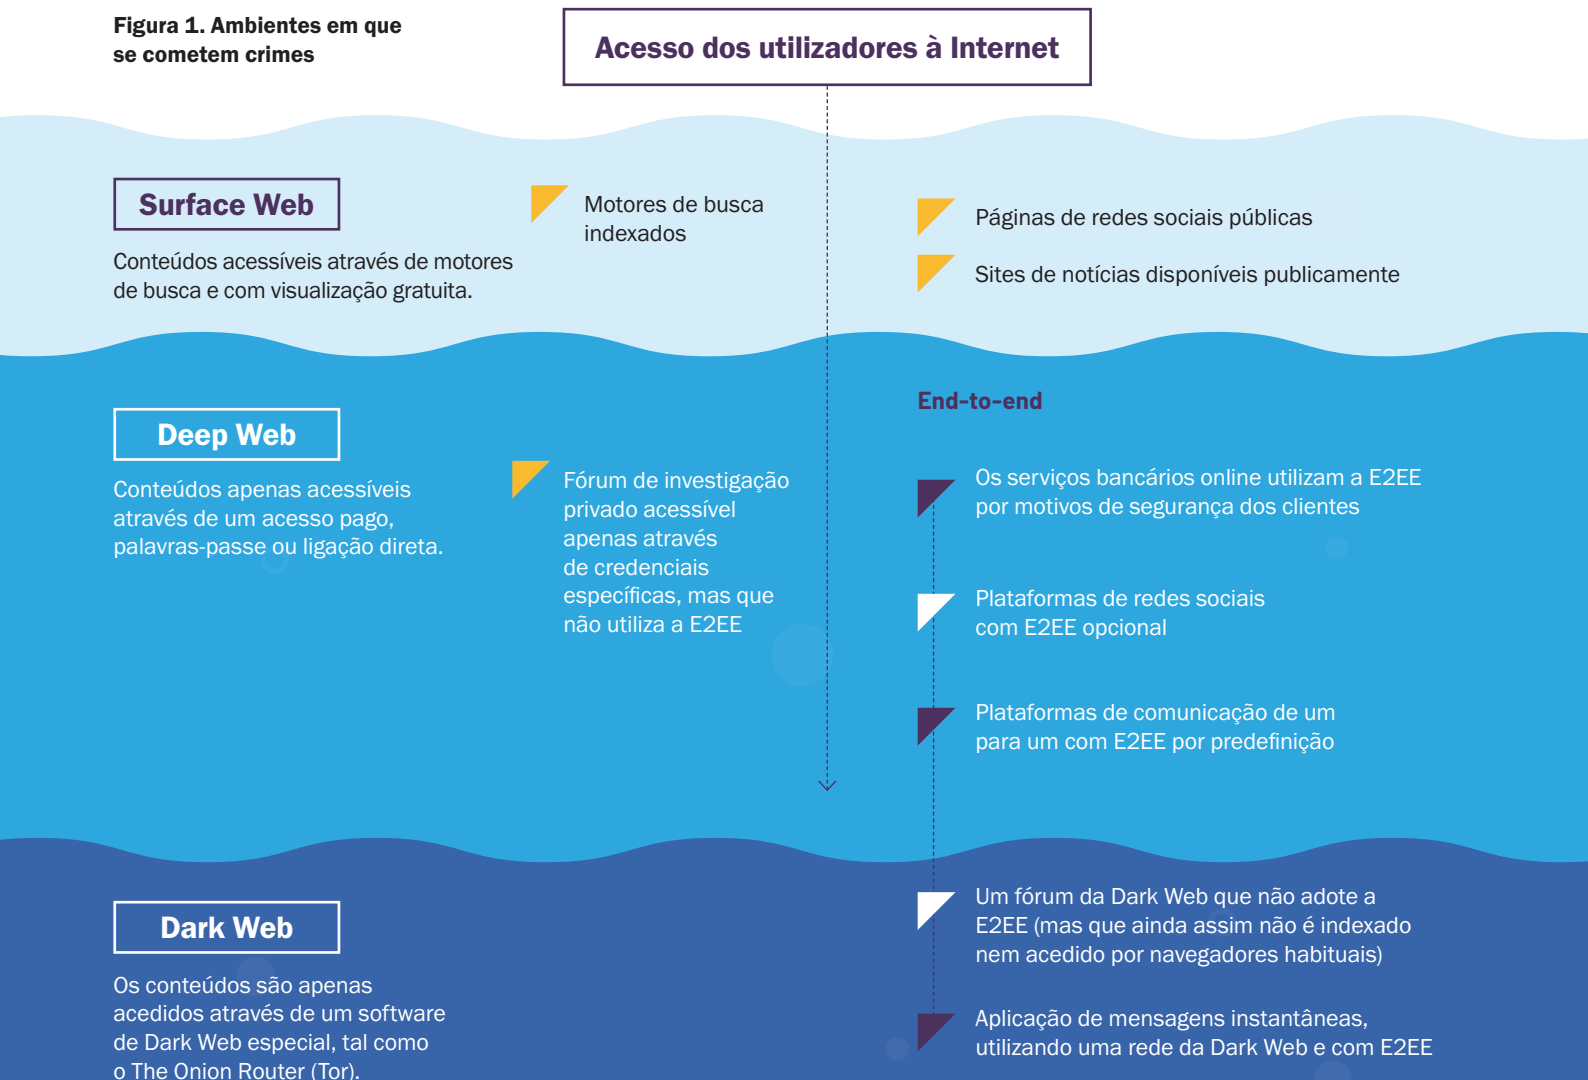 Figura 1. Ambientes em que
se cometem crimes
Acesso dos utilizadores à Internet
Surface Web
Conteúdos acessíveis através de motores
de busca e com visualização gratuita.
Motores de busca
indexados
Páginas de redes sociais públicas
Sites de notícias disponíveis publicamente
Deep Web
Conteúdos apenas acessíveis
através de um acesso pago,
palavras-passe ou ligação direta.
Fórum de investigação
privado acessível
apenas através
de credenciais
específicas, mas que
não utiliza a E2EE
End-to-end
Os serviços bancários online utilizam a E2EE
por motivos de segurança dos clientes
Plataformas de redes sociais
com E2EE opcional
Plataformas de comunicação de um
para um com E2EE por predefinição
Dark Web
Os conteúdos são apenas
acedidos através de um software
de Dark Web especial, tal como
o The Onion Router (Tor).
Um fórum da Dark Web que não adote a
E2EE (mas que ainda assim não é indexado
nem acedido por navegadores habituais)
Aplicação de mensagens instantâneas,
utilizando uma rede da Dark Web e com E2EE